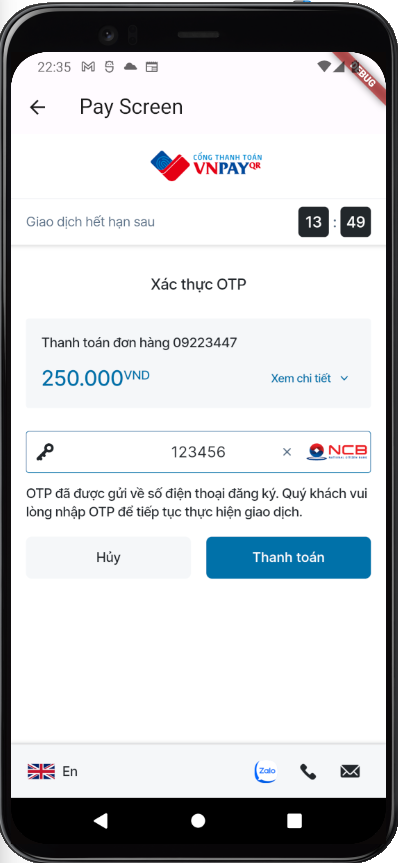 22:35
DEBUG
Pay Screen
CỔNG THANH TOÁN
VNPAYQR
Giao dịch hết hạn sau 13 : 49
Xác thực OTP
Thanh toán đơn hàng 09223447
250.000VND Xem chi tiết
123456 × NCB
OTP đã được gửi về số điện thoại đăng ký. Quý khách vui
lòng nhập OTP để tiếp tục thực hiện giao dịch.
Hủy Thanh toán
En Zalo